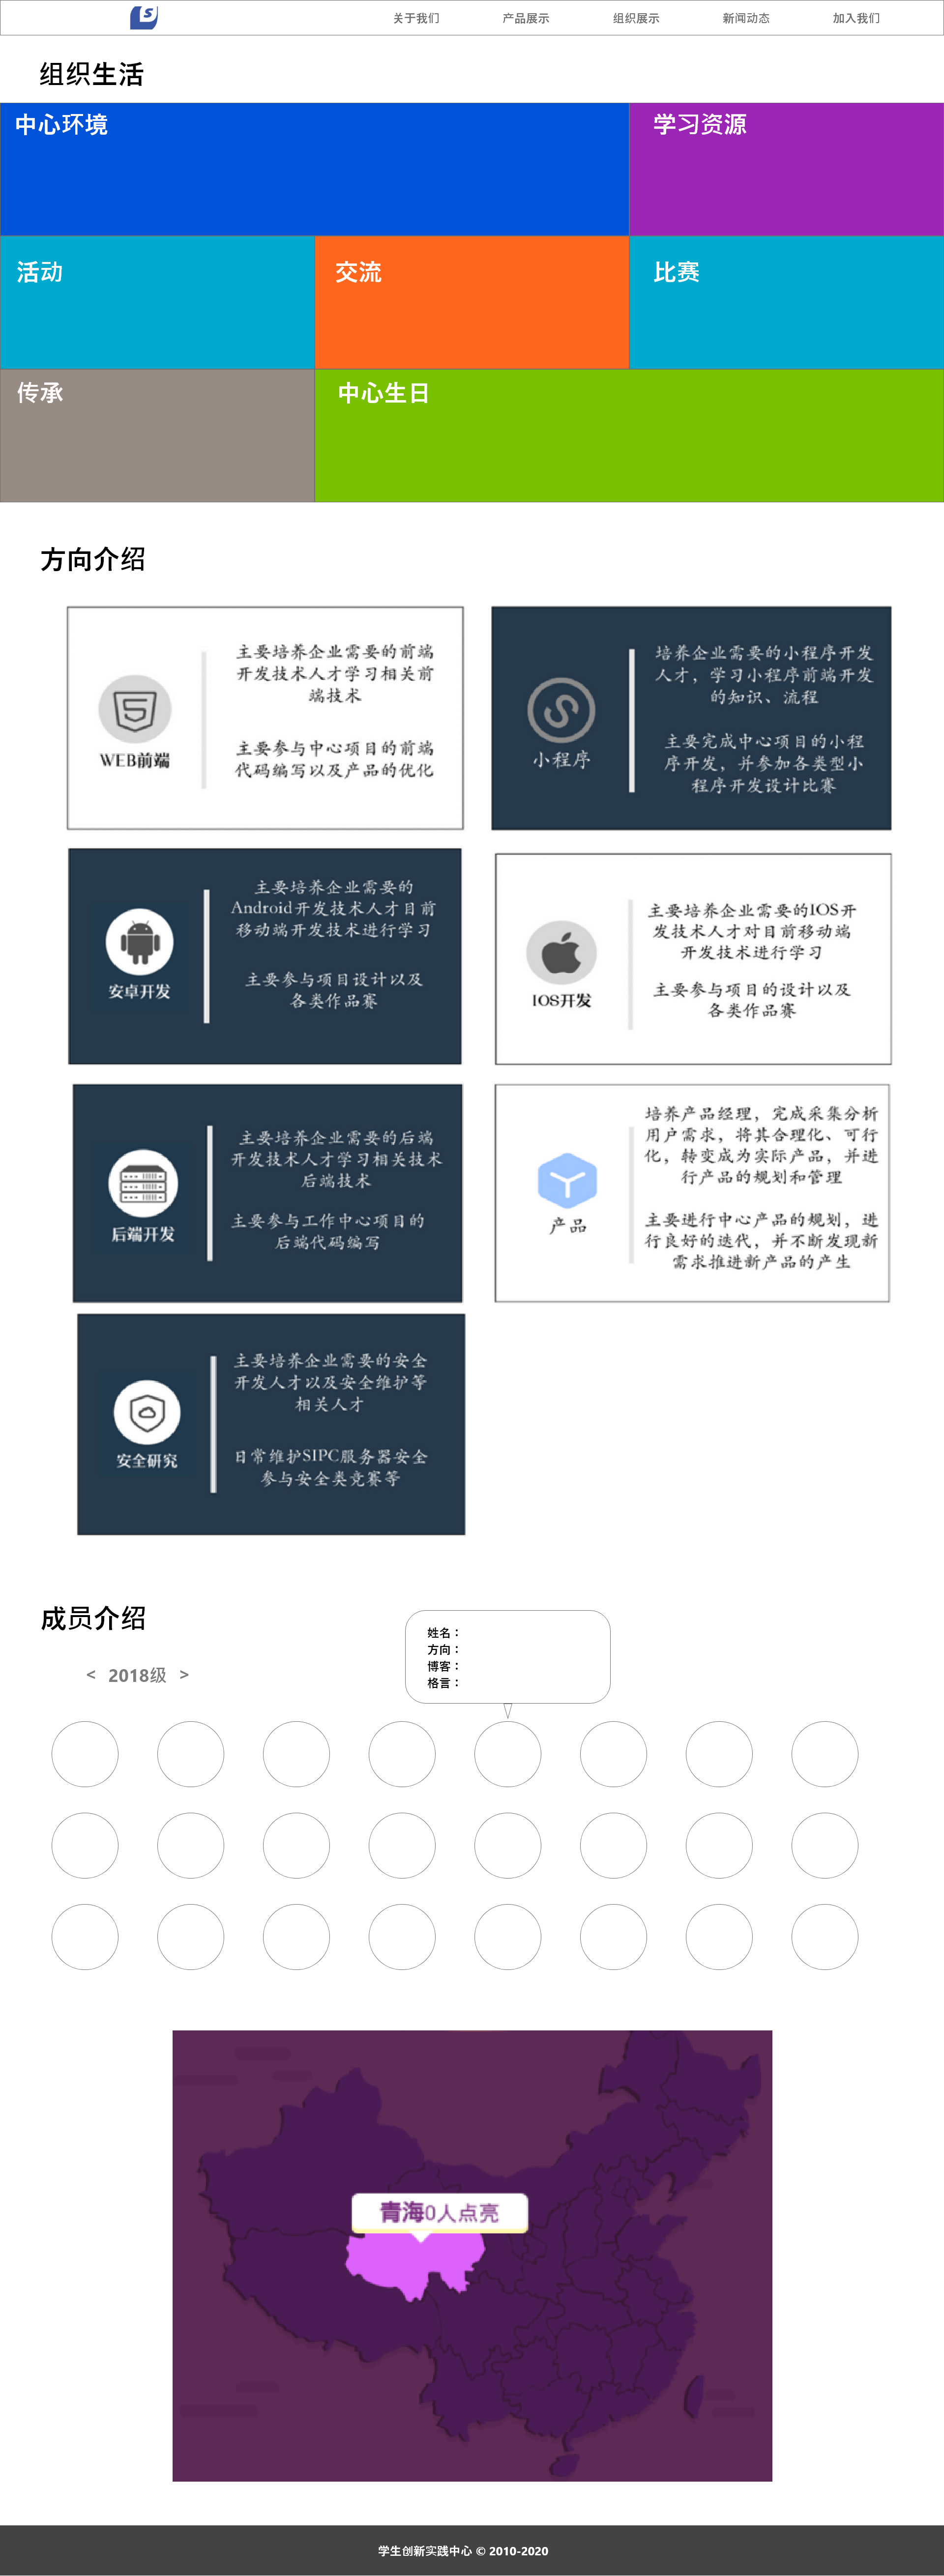 关于我们 产品展示 组织展示 新闻动态 加入我们
组织生活
中心环境 学习资源
活动 交流 比赛
传承 中心生日
方向介绍
WEB前端
主要培养企业需要的前端
开发技术人才学习相关前
端技术
主要参与中心项目的前端
代码编写以及产品的优化
小程序
培养企业需要的小程序开发
人才，学习小程序前端开发
的知识、流程
主要完成中心项目的小程
序开发，并参加各类型小
程序开发设计比赛
安卓开发
主要培养企业需要的
Android开发技术人才目前
移动端开发技术进行学习
主要参与项目设计以及
各类作品赛
IOS开发
主要培养企业需要的IOS开
发技术人才对目前移动端
开发技术进行学习
主要参与项目的设计以及
各类作品赛
后端开发
主要培养企业需要的后端
开发技术人才学习相关技术
后端技术
主要参与工作中心项目的
后端代码编写
产品
培养产品经理，完成采集分析
用户需求，将其合理化、可行
化，转变成为实际产品，并进
行产品的规划和管理
主要进行中心产品的规划，进
行良好的迭代，并不断发现新
需求推进新产品的产生
安全研究
主要培养企业需要的安全
开发人才以及安全维护等
相关人才
日常维护SIPC服务器安全
参与安全类竞赛等
成员介绍
< 2018级 >
姓名：
方向：
博客：
格言：
青海0人点亮
学生创新实践中心 © 2010-2020